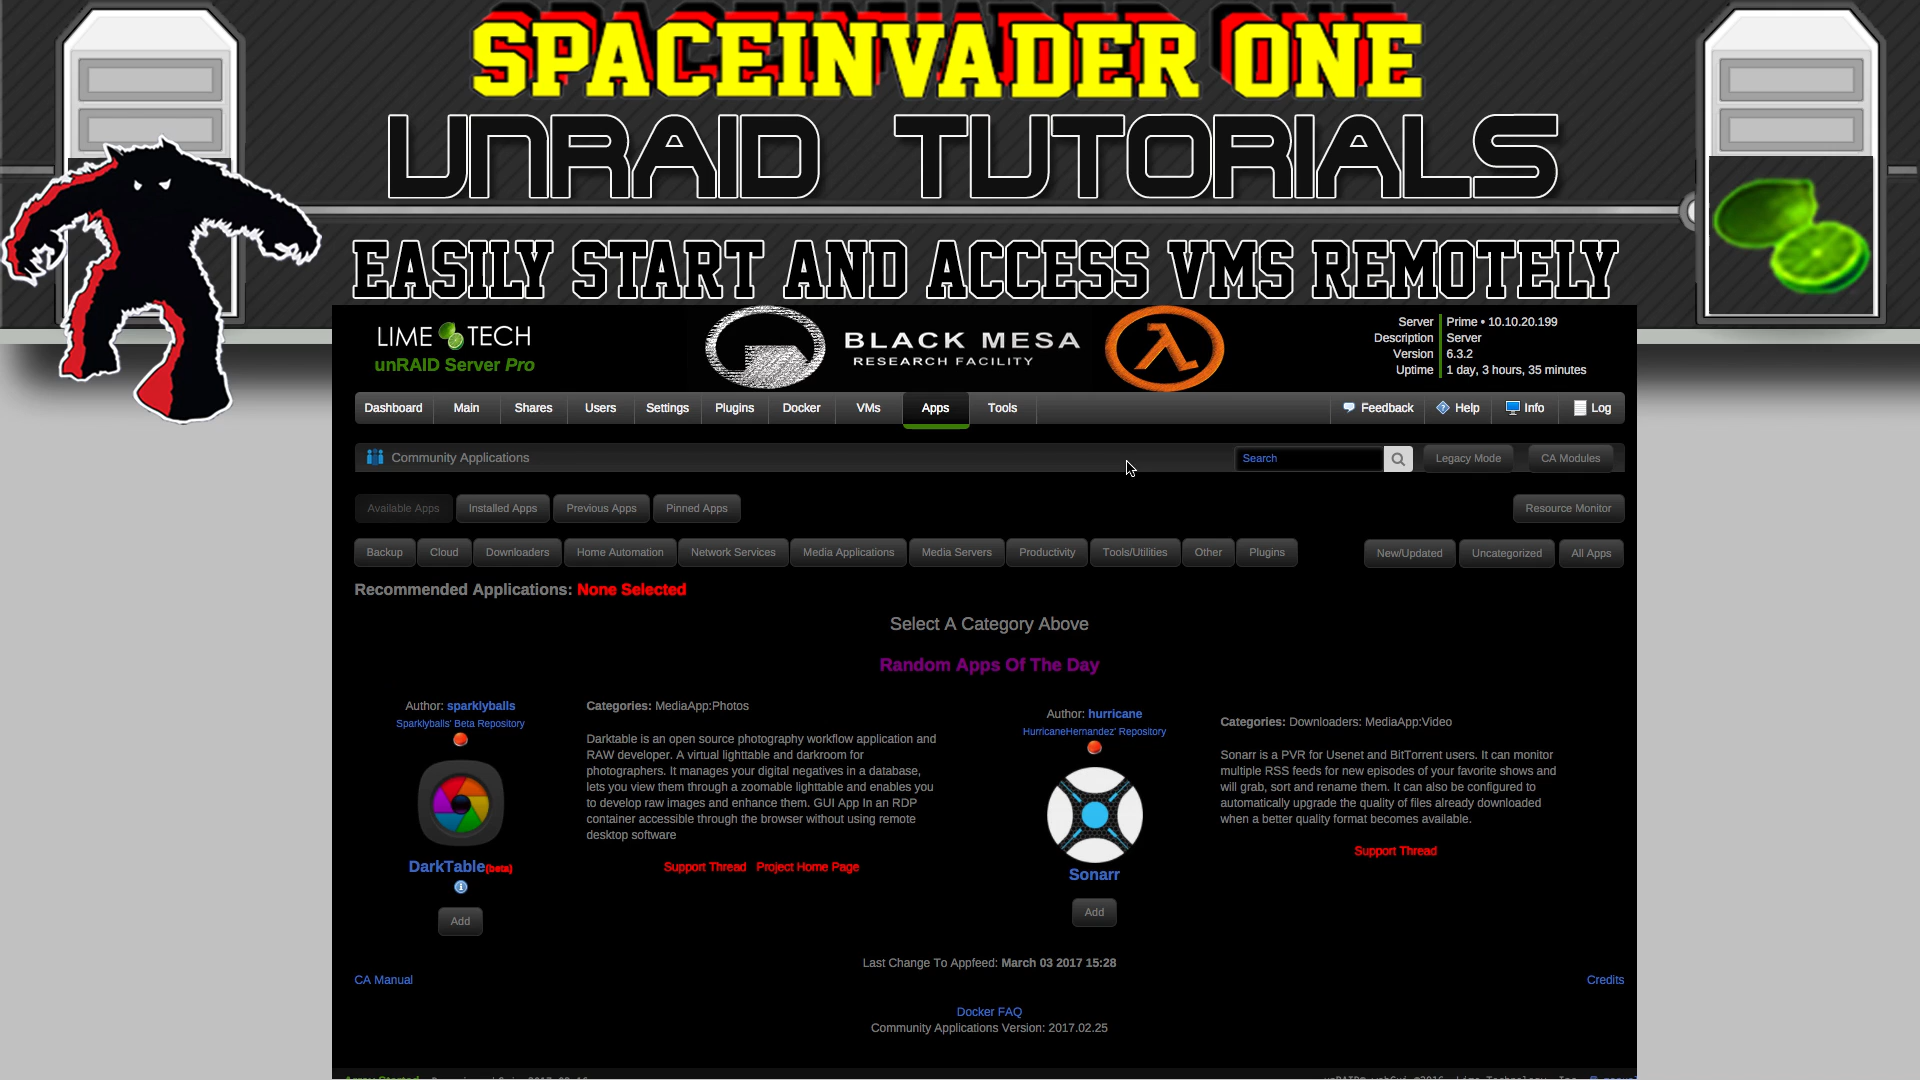 SPACEINVADER ONE
UNRAID TUTORIALS
EASILY START AND ACCESS VMS REMOTELY
LIME TECH
unRAID Server Pro
BLACK MESA
RESEARCH FACILITY
Server Prime • 10.10.20.199
Description Server
Version 6.3.2
Uptime 1 day, 3 hours, 35 minutes
Dashboard Main Shares Users Settings Plugins Docker VMs Apps Tools Feedback Help Info Log
Community Applications Search Legacy Mode CA Modules
Available Apps Installed Apps Previous Apps Pinned Apps Resource Monitor
Backup Cloud Downloaders Home Automation Network Services Media Applications Media Servers Productivity Tools/Utilities Other Plugins New/Updated Uncategorized All Apps
Recommended Applications: None Selected
Select A Category Above
Random Apps Of The Day
Author: sparklyballs
Sparklyballs' Beta Repository
DarkTable(beta)
Add
Categories: MediaApp:Photos
Darktable is an open source photography workflow application and
RAW developer. A virtual lighttable and darkroom for
photographers. It manages your digital negatives in a database,
lets you view them through a zoomable lighttable and enables you
to develop raw images and enhance them. GUI App In an RDP
container accessible through the browser without using remote
desktop software
Support Thread Project Home Page
Author: hurricane
HurricaneHernandez' Repository
Sonarr
Add
Categories: Downloaders: MediaApp:Video
Sonarr is a PVR for Usenet and BitTorrent users. It can monitor
multiple RSS feeds for new episodes of your favorite shows and
will grab, sort and rename them. It can also be configured to
automatically upgrade the quality of files already downloaded
when a better quality format becomes available.
Support Thread
Last Change To Appfeed: March 03 2017 15:28
CA Manual Credits
Docker FAQ
Community Applications Version: 2017.02.25